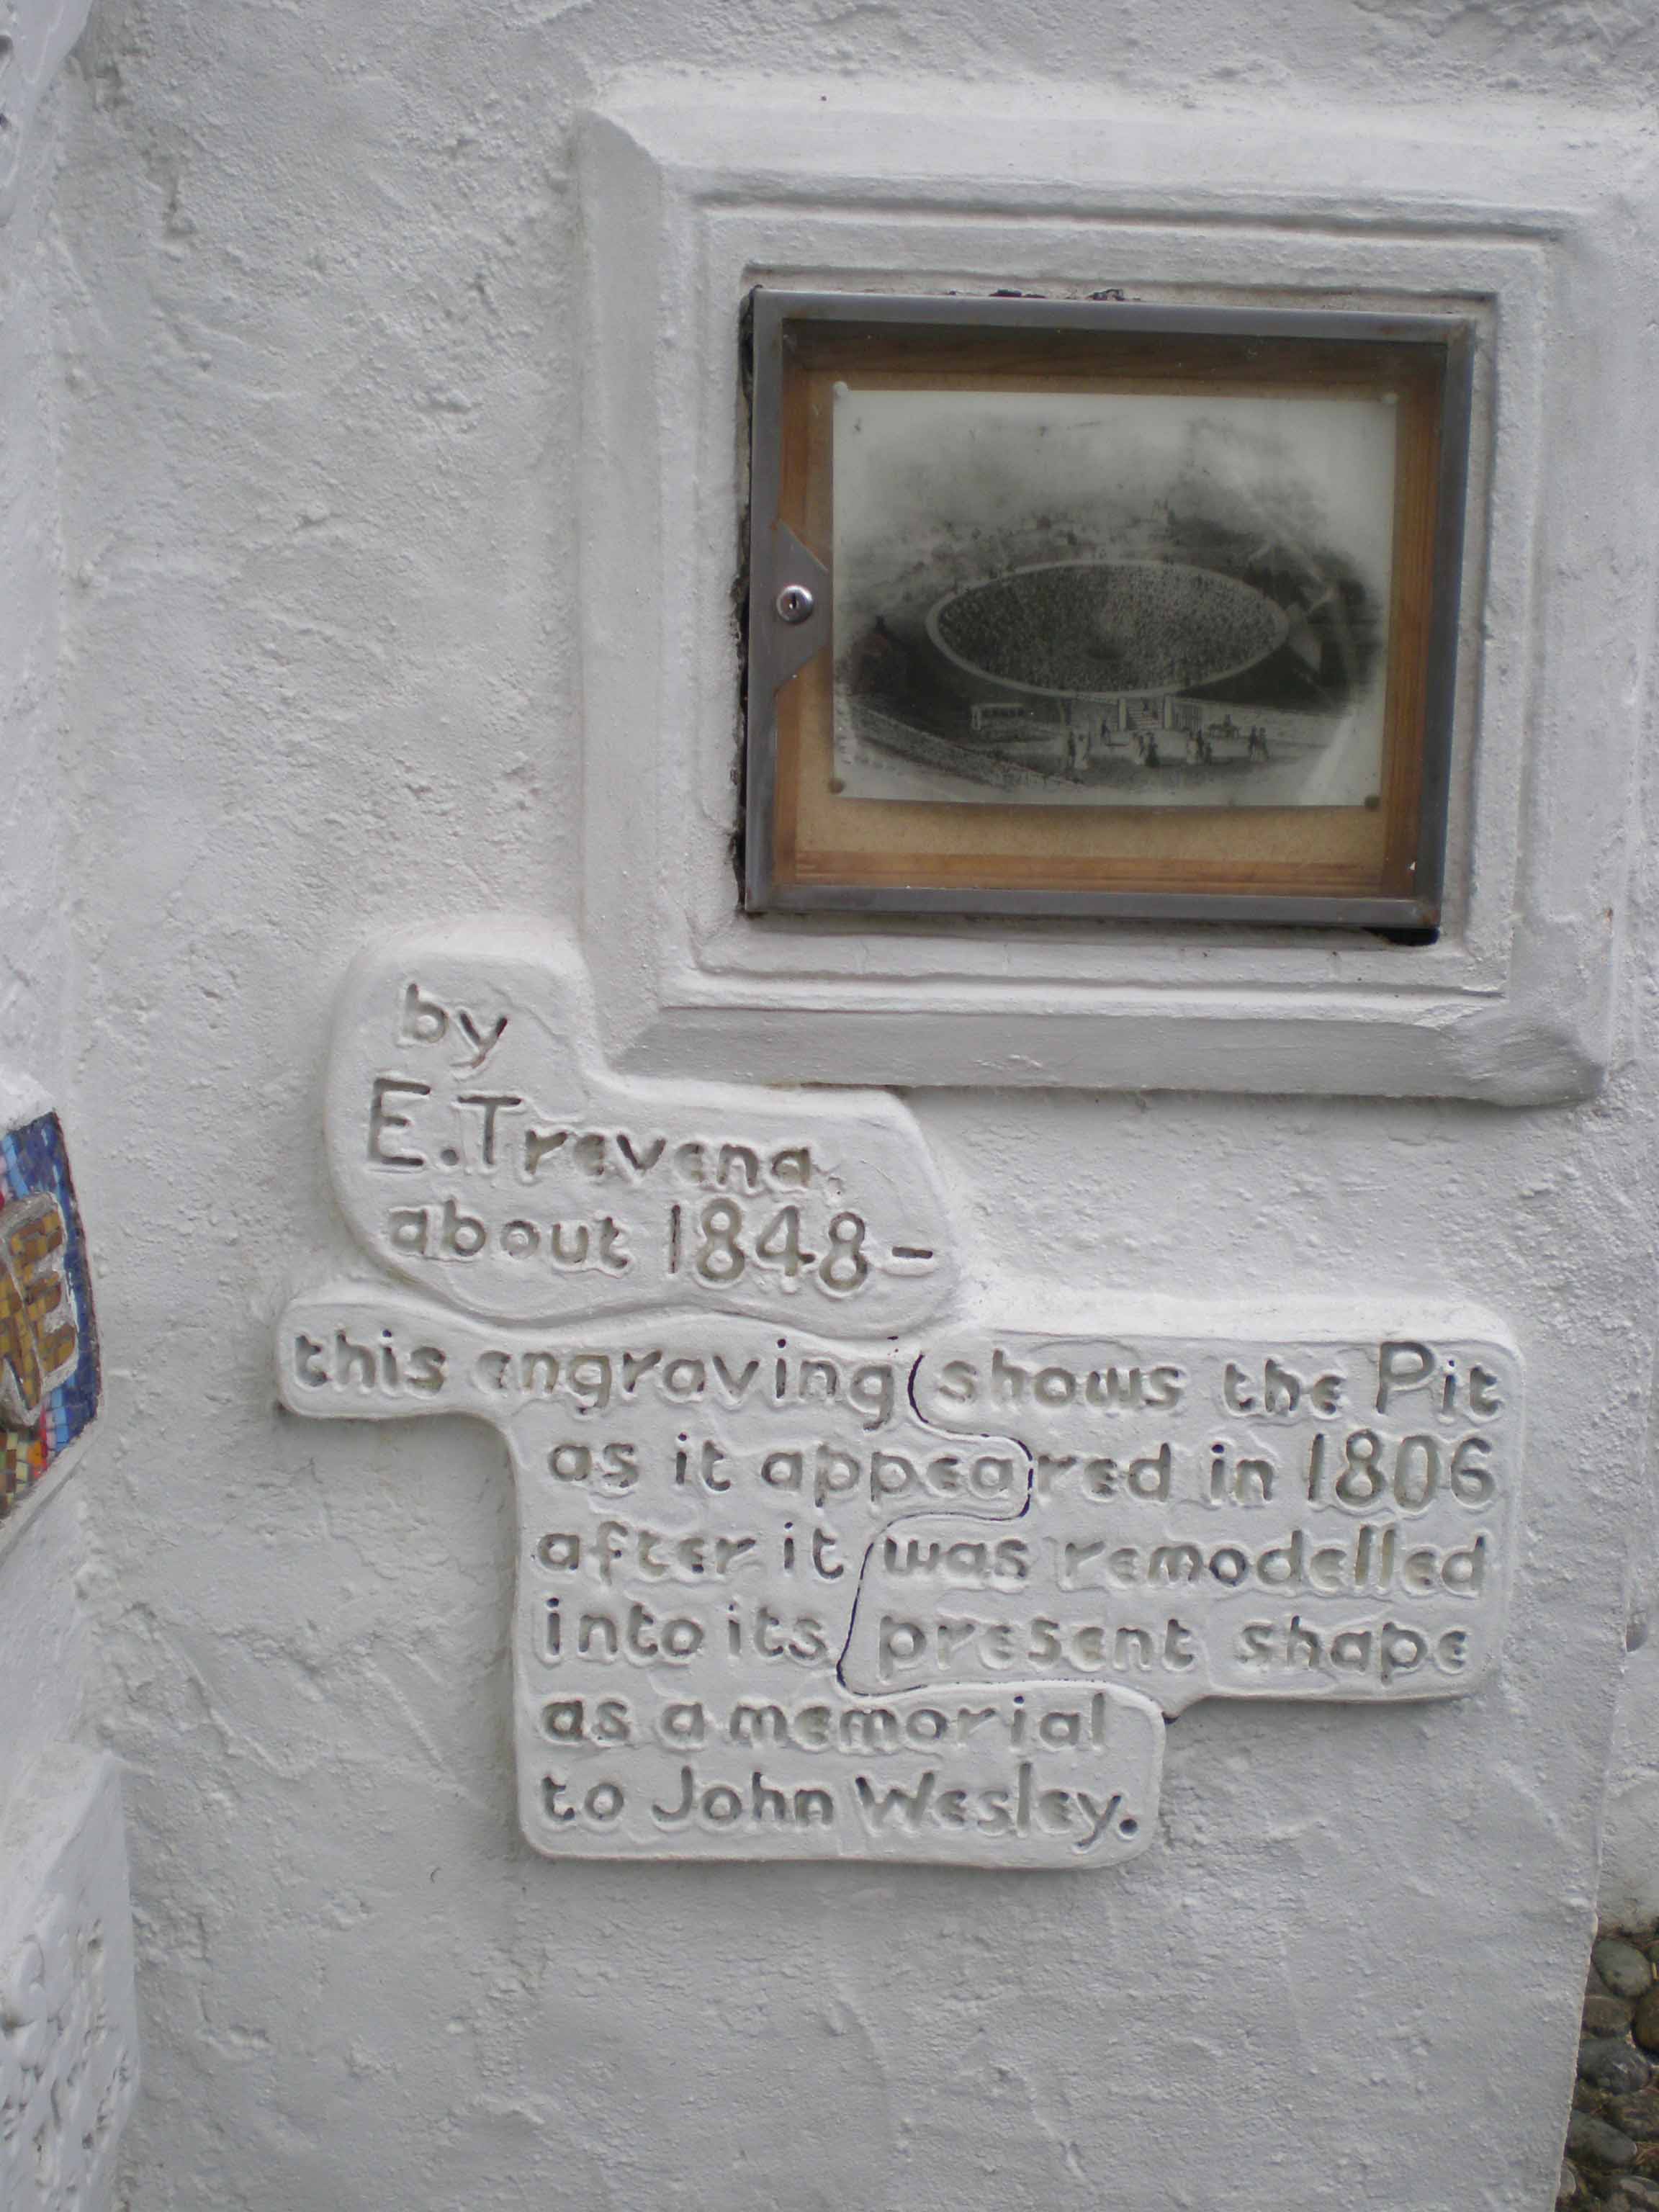 by
E. Trevena,
about 1848-
this engraving shows the Pit
as it appeared in 1806
after it was remodelled
into its present shape
as a memorial
to John Wesley.